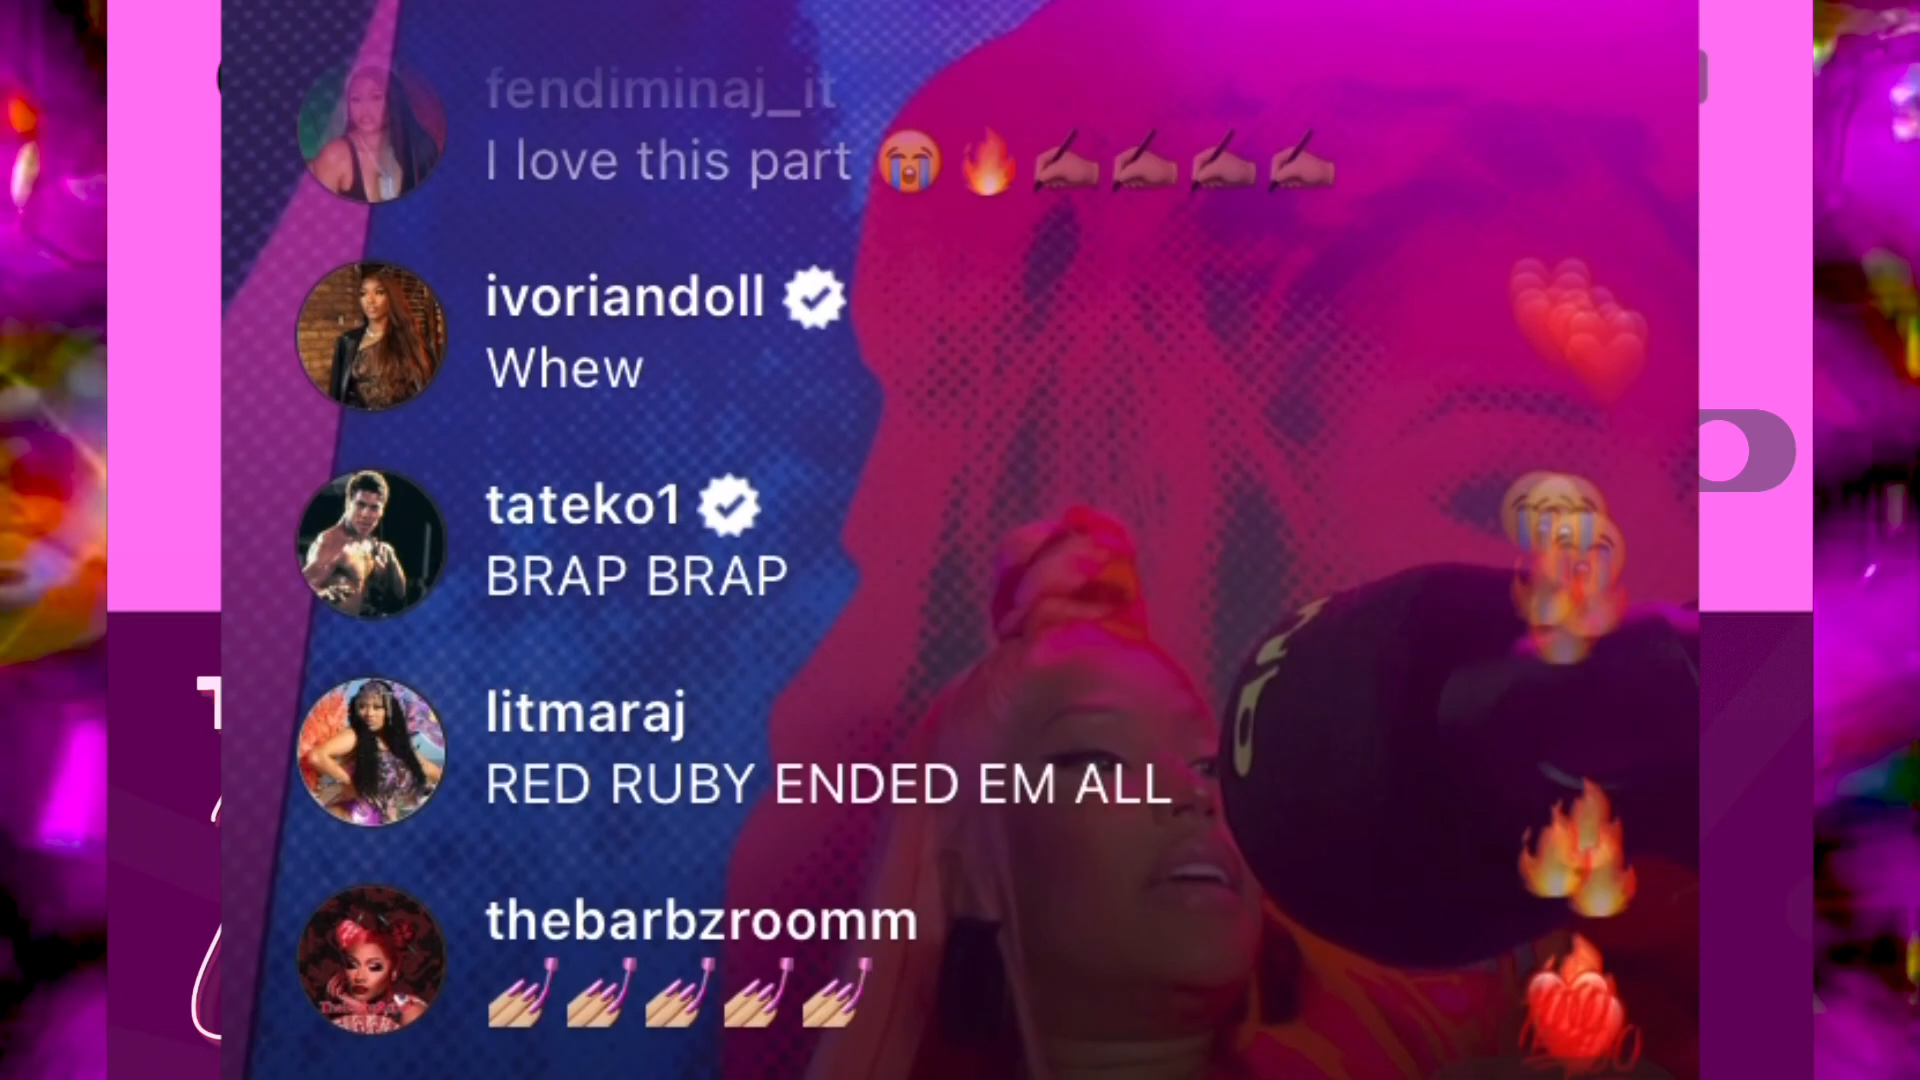 fendiminaj_it
I love this part 😭 🔥 ✍🏽 ✍🏽 ✍🏽 ✍🏽
ivoriandoll
Whew
tateko1
BRAP BRAP
litmaraj
RED RUBY ENDED EM ALL
thebarbzroomm
💅🏼 💅🏼 💅🏼 💅🏼 💅🏼